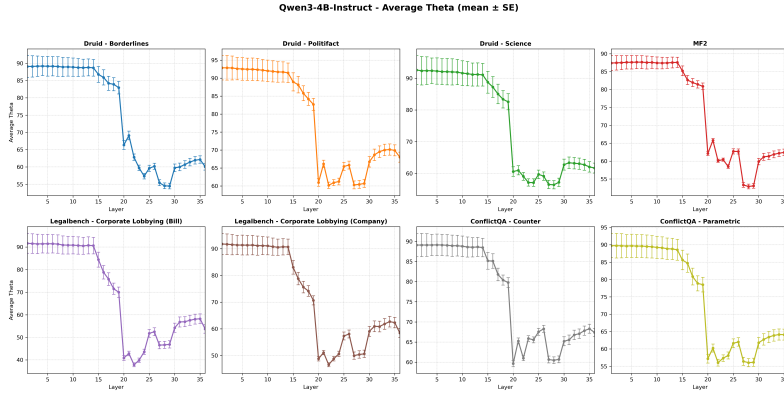 Qwen3-4B-Instruct - Average Theta (mean ± SE)
Druid - Borderlines
Average Theta
90
85
80
75
70
65
60
55
5 10 15 20 25 30 35
Layer
Druid - Politifact
95
90
85
80
75
70
65
60
5 10 15 20 25 30 35
Layer
Druid - Science
90
80
70
60
5 10 15 20 25 30 35
Layer
MF2
90
85
80
75
70
65
60
55
5 10 15 20 25 30 35
Layer
Legalbench - Corporate Lobbying (Bill)
Average Theta
90
80
70
60
50
40
5 10 15 20 25 30 35
Layer
Legalbench - Corporate Lobbying (Company)
90
80
70
60
50
5 10 15 20 25 30 35
Layer
ConflictQA - Counter
90
85
80
75
70
65
60
5 10 15 20 25 30 35
Layer
ConflictQA - Parametric
95
90
85
80
75
70
65
60
55
5 10 15 20 25 30 35
Layer